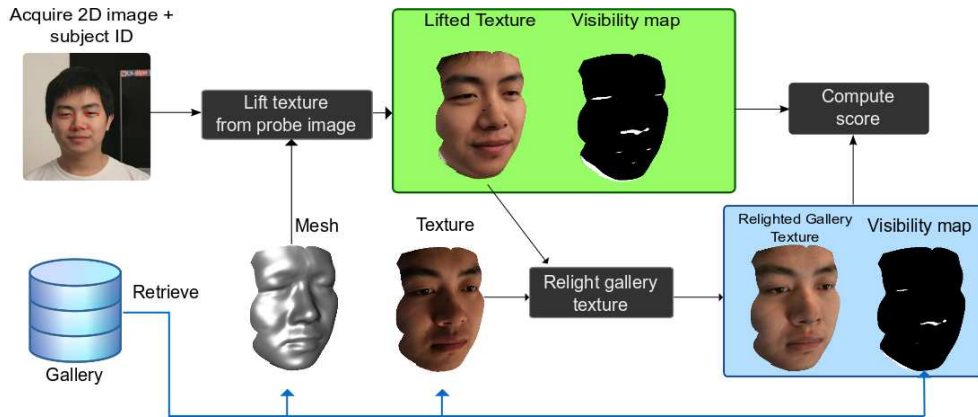 Acquire 2D image +
subject ID
Lift texture
from probe image
Lifted Texture
Visibility map
Compute
score
Mesh
Texture
Relight gallery
texture
Relighted Gallery
Texture
Visibility map
Retrieve
Gallery